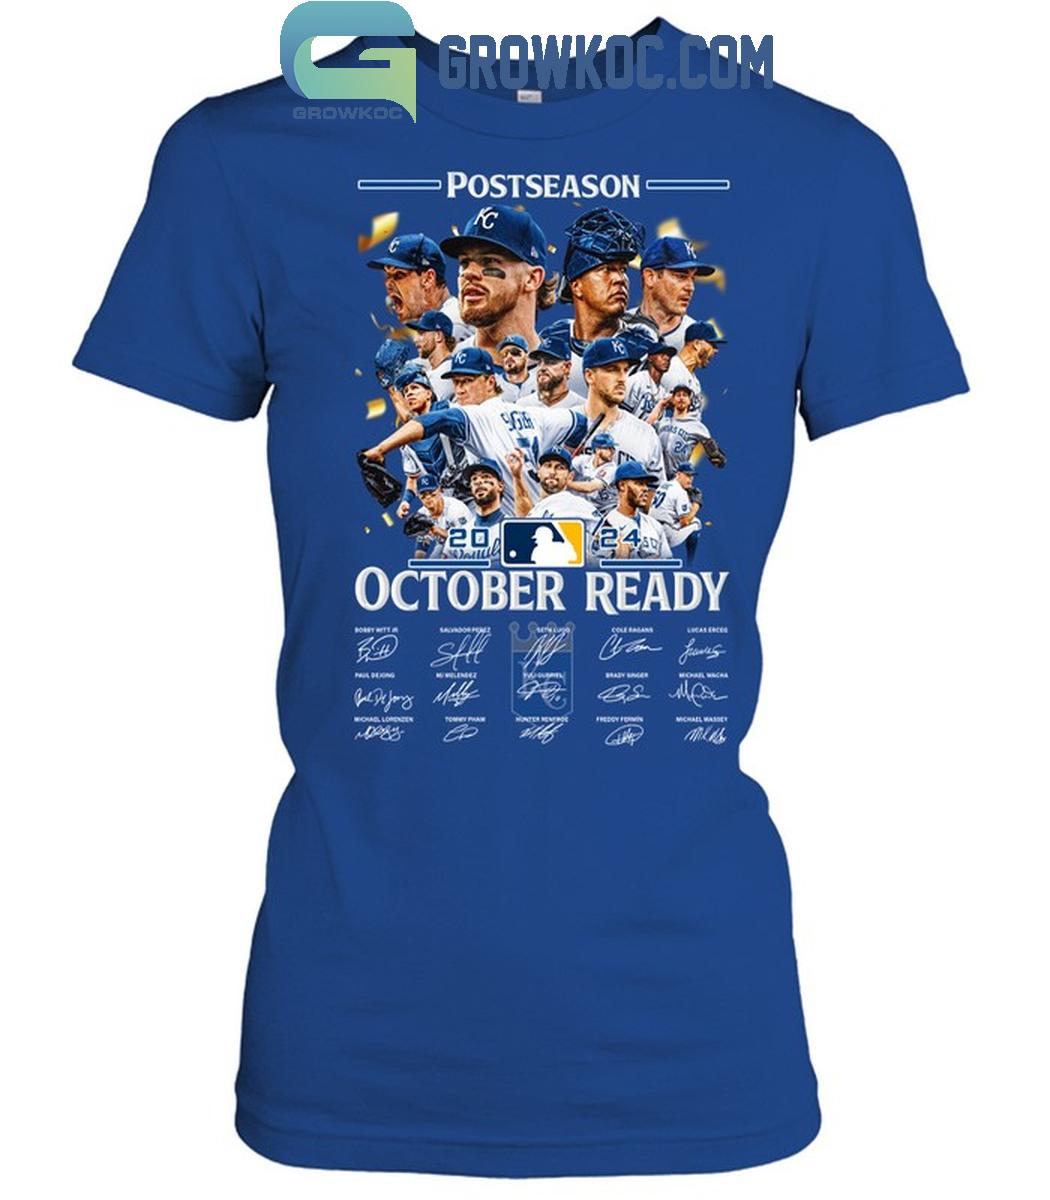 GROWKOC.COM
GROWKOC
POSTSEASON
SINGER
20 24
OCTOBER READY
BOBBY WITT JR SALVADOR PEREZ SETH LUGO COLE RAGANS LUCAS ERCEG
PAUL DEJONG MJ MELENDEZ YULI GURRIEL BRADY SINGER MICHAEL WACHA
MICHAEL LORENZEN TOMMY PHAM HUNTER RENFROE FREDDY FERMIN MICHAEL MASSEY